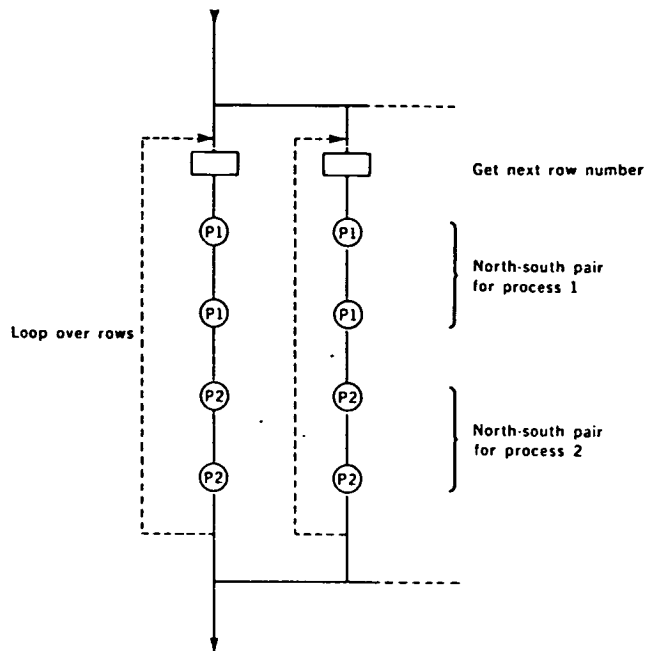 Get next row number
P1 P1
North-south pair
for process 1
P1 P1
Loop over rows
P2 P2
North-south pair
for process 2
P2 P2